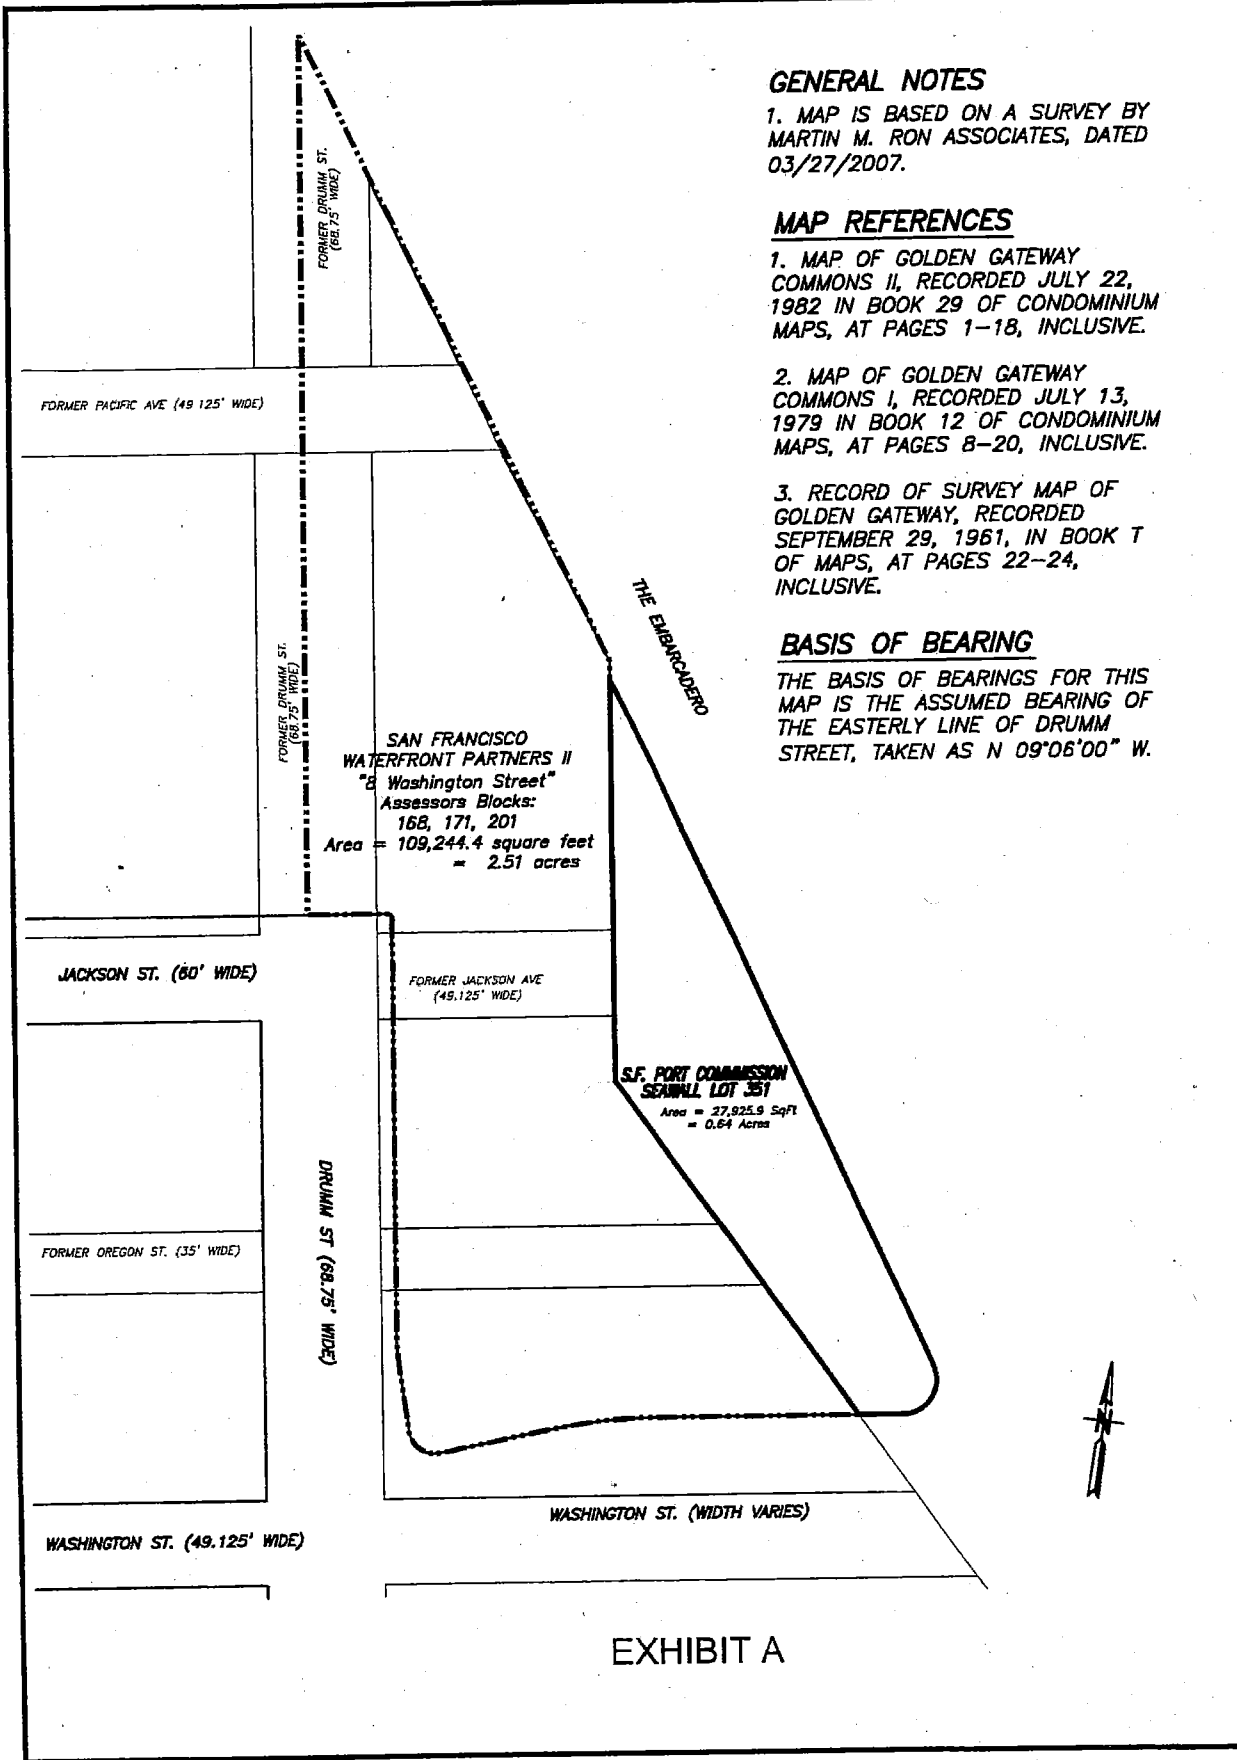 GENERAL NOTES
1. MAP IS BASED ON A SURVEY BY
MARTIN M. RON ASSOCIATES, DATED
03/27/2007.
MAP REFERENCES
1. MAP OF GOLDEN GATEWAY
COMMONS II, RECORDED JULY 22,
1982 IN BOOK 29 OF CONDOMINIUM
MAPS, AT PAGES 1-18, INCLUSIVE.
2. MAP OF GOLDEN GATEWAY
COMMONS I, RECORDED JULY 13,
1979 IN BOOK 12 OF CONDOMINIUM
MAPS, AT PAGES 8-20, INCLUSIVE.
3. RECORD OF SURVEY MAP OF
GOLDEN GATEWAY, RECORDED
SEPTEMBER 29, 1961, IN BOOK T
OF MAPS, AT PAGES 22-24,
INCLUSIVE.
BASIS OF BEARING
THE BASIS OF BEARINGS FOR THIS
MAP IS THE ASSUMED BEARING OF
THE EASTERLY LINE OF DRUMM
STREET, TAKEN AS N 09°06'00" W.
FORMER DRUMM ST.
(68.75' WIDE)
FORMER PACIFIC AVE (49 125' WIDE)
THE EMBARCADERO
FORMER DRUMM ST.
(68.75' WIDE)
SAN FRANCISCO
WATERFRONT PARTNERS II
"8 Washington Street"
Assessors Blocks:
168, 171, 201
Area = 109,244.4 square feet
= 2.51 acres
JACKSON ST. (60' WIDE)
FORMER JACKSON AVE
(49.125' WIDE)
S.F. PORT COMMISSION
SEAWALL LOT 351
Area = 27,925.9 SqFt
= 0.64 Acres
DRUMM ST (68.75' WIDE)
FORMER OREGON ST. (35' WIDE)
N
WASHINGTON ST. (WIDTH VARIES)
WASHINGTON ST. (49.125' WIDE)
EXHIBIT A